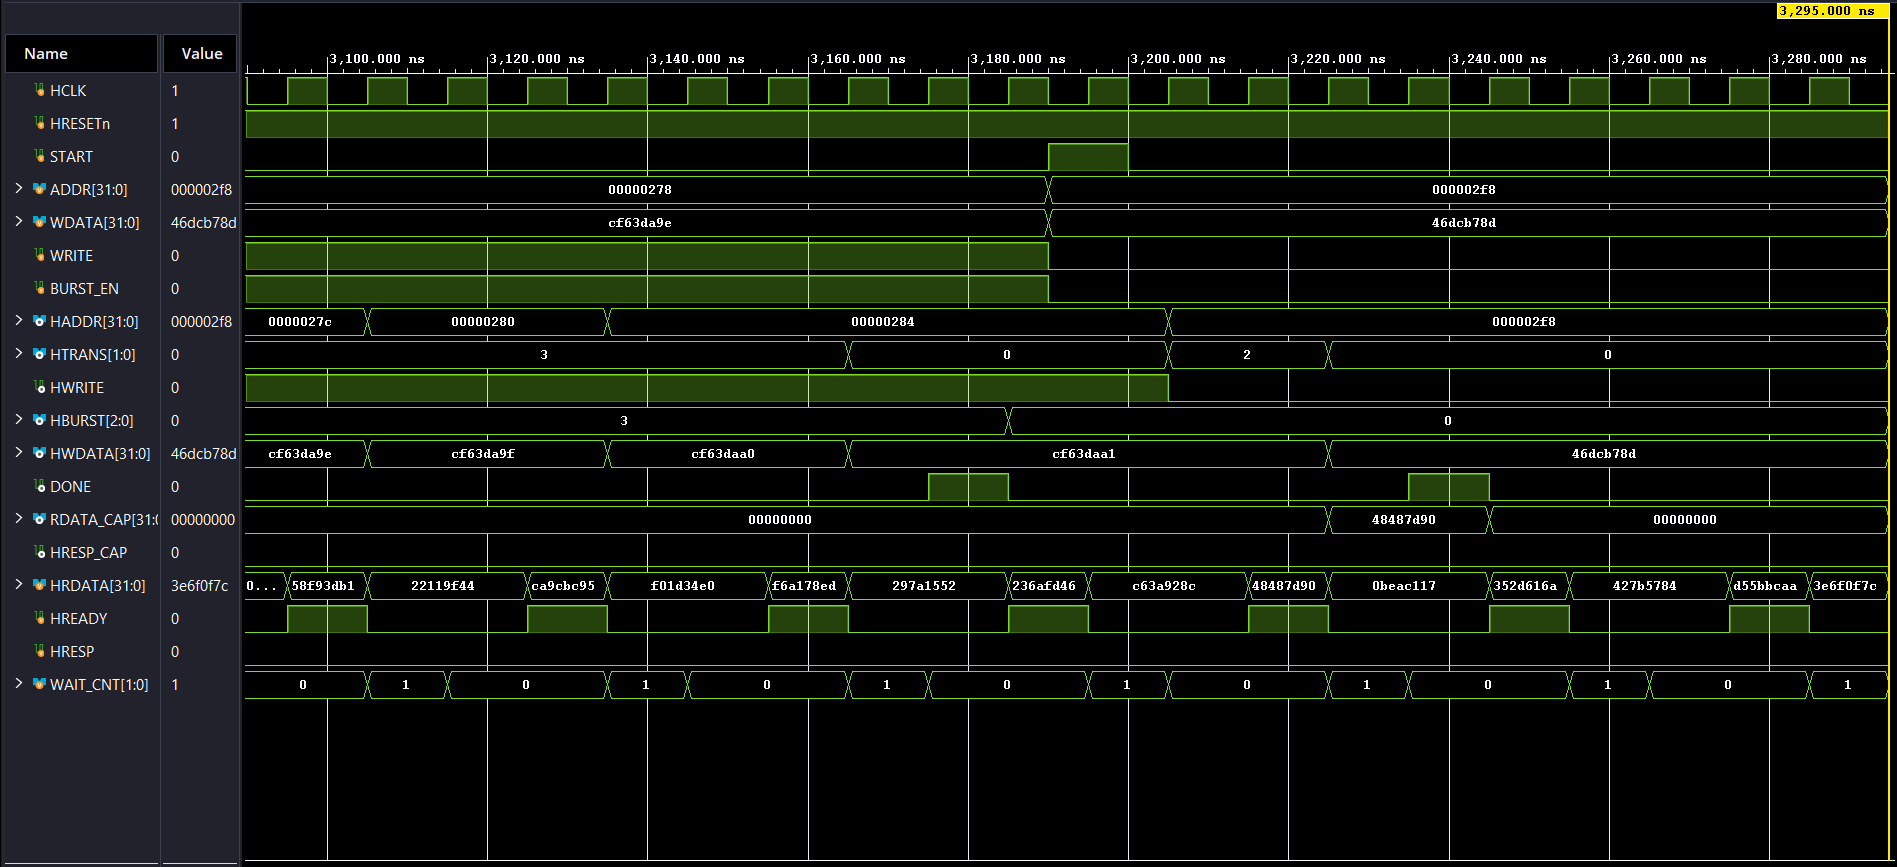 3,295.000 ns
Name Value
3,100.000 ns 3,120.000 ns 3,140.000 ns 3,160.000 ns 3,180.000 ns 3,200.000 ns 3,220.000 ns 3,240.000 ns 3,260.000 ns 3,280.000 ns
HCLK 1
HRESETn 1
START 0
ADDR[31:0] 000002f8 00000278 000002f8
WDATA[31:0] 46dcb78d cf63da9e 46dcb78d
WRITE 0
BURST_EN 0
HADDR[31:0] 000002f8 0000027c 00000280 00000284 000002f8
HTRANS[1:0] 0 3 0 2 0
HWRITE 0
HBURST[2:0] 0 3 0
HWDATA[31:0] 46dcb78d cf63da9e cf63da9f cf63daa0 cf63daa1 46dcb78d
DONE 0
RDATA_CAP[31:0 00000000 00000000 48487d90 00000000
HRESP_CAP 0
HRDATA[31:0] 3e6f0f7c 0... 58f93db1 22119f44 ca9cbc95 f01d34e0 f6a178ed 297a1552 236afd46 c63a928c 48487d90 0beac117 352d616a 427b5784 d55bbcaa 3e6f0f7c
HREADY 0
HRESP 0
WAIT_CNT[1:0] 1 0 1 0 1 0 1 0 1 0 1 0 1 0 1